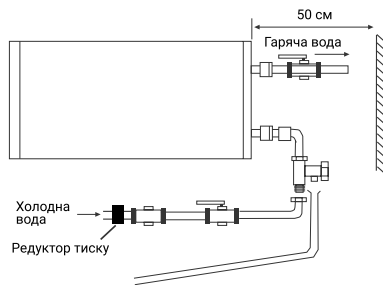 50 см
Гаряча вода
Холодна
вода
Редуктор тиску